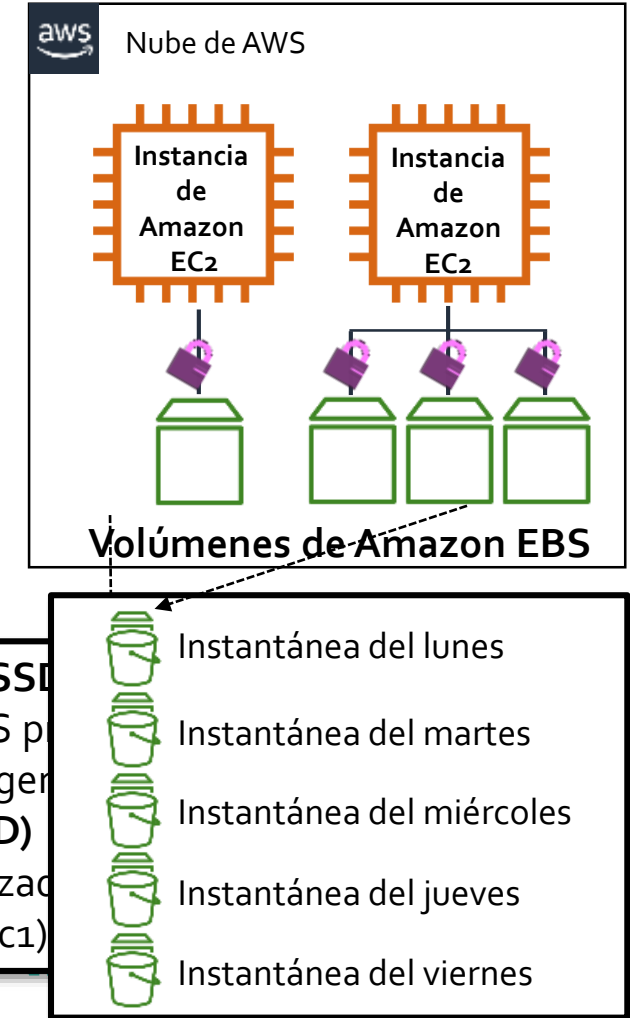 aws
Nube de AWS
Instancia
de
Amazon
EC2
Instancia
de
Amazon
EC2
Volúmenes de Amazon EBS
Instantánea del lunes
Instantánea del martes
Instantánea del miércoles
Instantánea del jueves
Instantánea del viernes